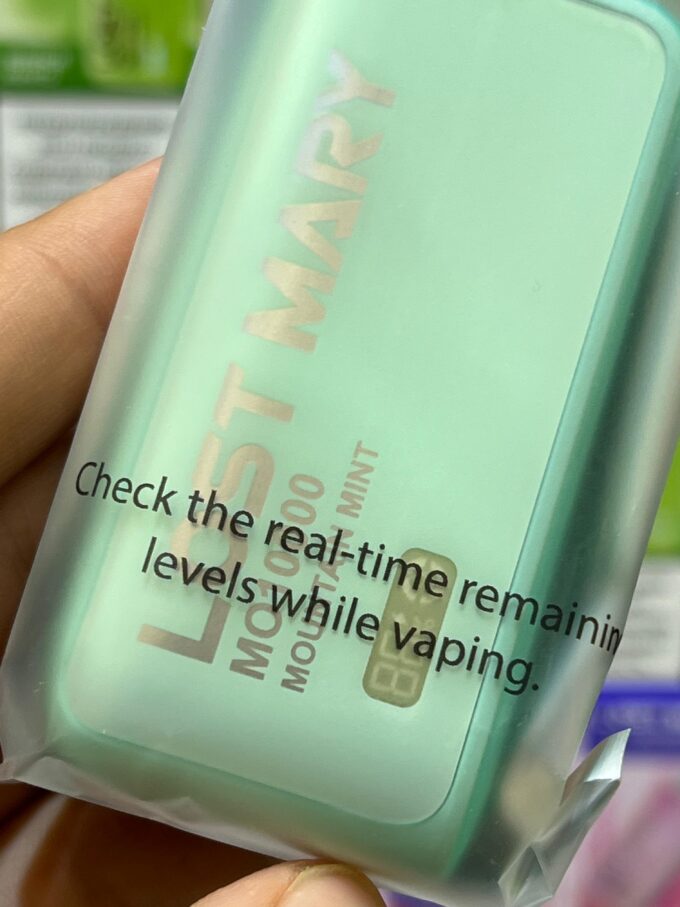 LOST MARY
MO10000
MOUNTAIN MINT
Check the real-time remainin
levels while vaping.